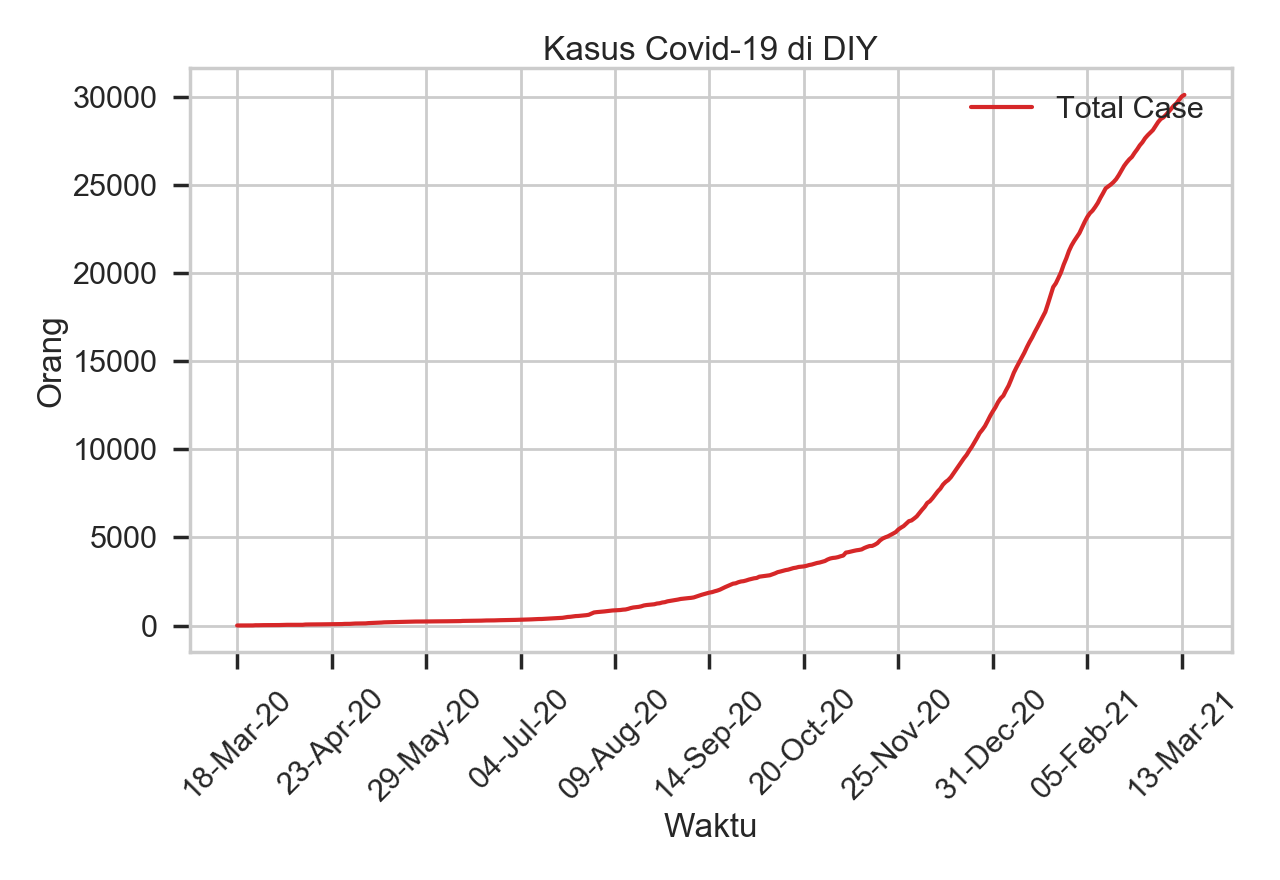 Kasus Covid-19 di DIY
Total Case
30000
25000
20000
15000
10000
5000
0
Orang
18-Mar-20
23-Apr-20
29-May-20
04-Jul-20
09-Aug-20
14-Sep-20
20-Oct-20
25-Nov-20
31-Dec-20
05-Feb-21
13-Mar-21
Waktu